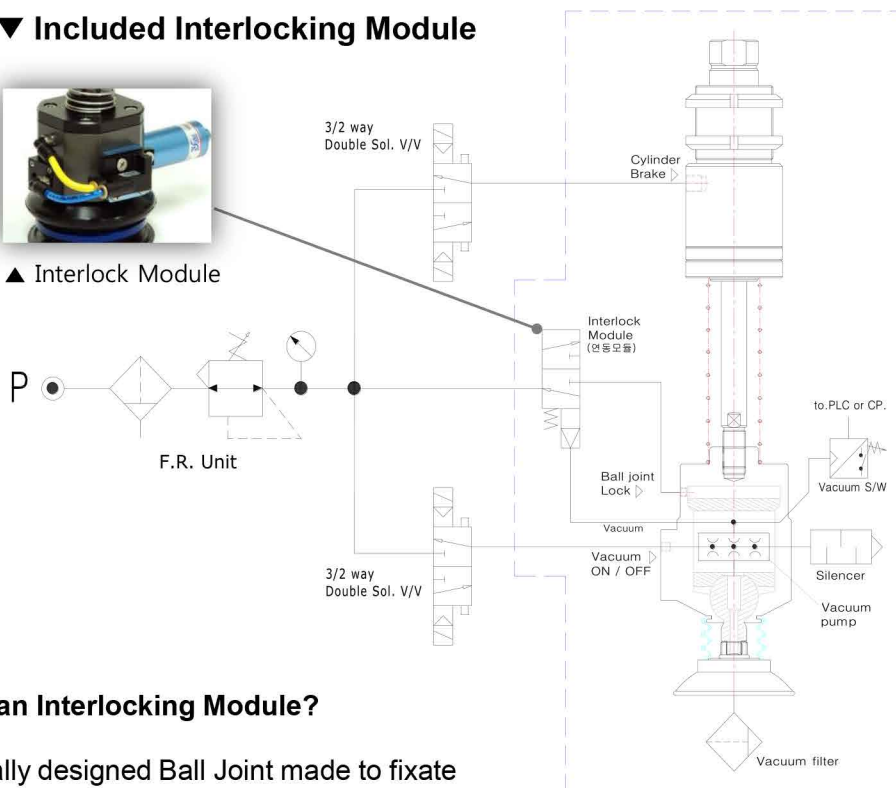 ▼ Included Interlocking Module
3/2 way
Double Sol. V/V
Cylinder
Brake ▷
▲ Interlock Module
Interlock
Module
(연동모듈)
P
F.R. Unit
to.PLC or CP.
Vacuum S/W
Ball joint
Lock ▷
Vacuum
Vacuum ▷
ON / OFF
3/2 way
Double Sol. V/V
Silencer
Vacuum
pump
an Interlocking Module?
Vacuum filter
ally designed Ball Joint made to fixate